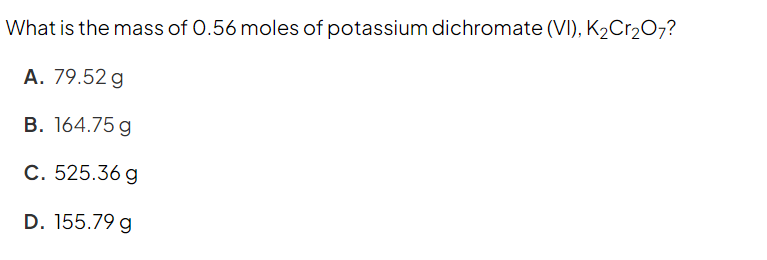 What is the mass of 0.56 moles of potassium dichromate (VI), K₂Cr₂O₇?
A. 79.52 g
B. 164.75 g
C. 525.36 g
D. 155.79 g